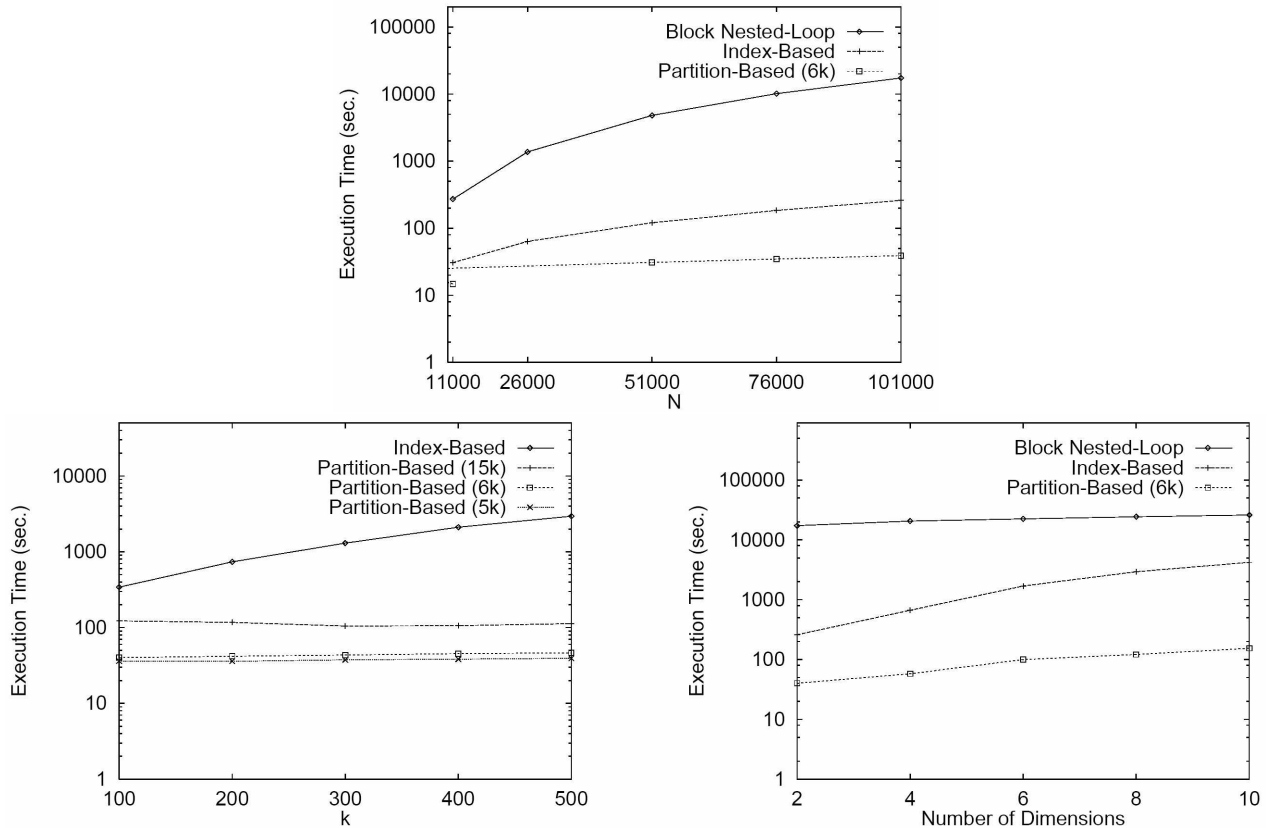 100000
10000
1000
100
10
1
Execution Time (sec.)
Block Nested-Loop
Index-Based
Partition-Based (6k)
11000 26000 51000 76000 101000
N
10000
1000
100
10
1
Execution Time (sec.)
Index-Based
Partition-Based (15k)
Partition-Based (6k)
Partition-Based (5k)
100 200 300 400 500
k
100000
10000
1000
100
10
1
Execution Time (sec.)
Block Nested-Loop
Index-Based
Partition-Based (6k)
2 4 6 8 10
Number of Dimensions